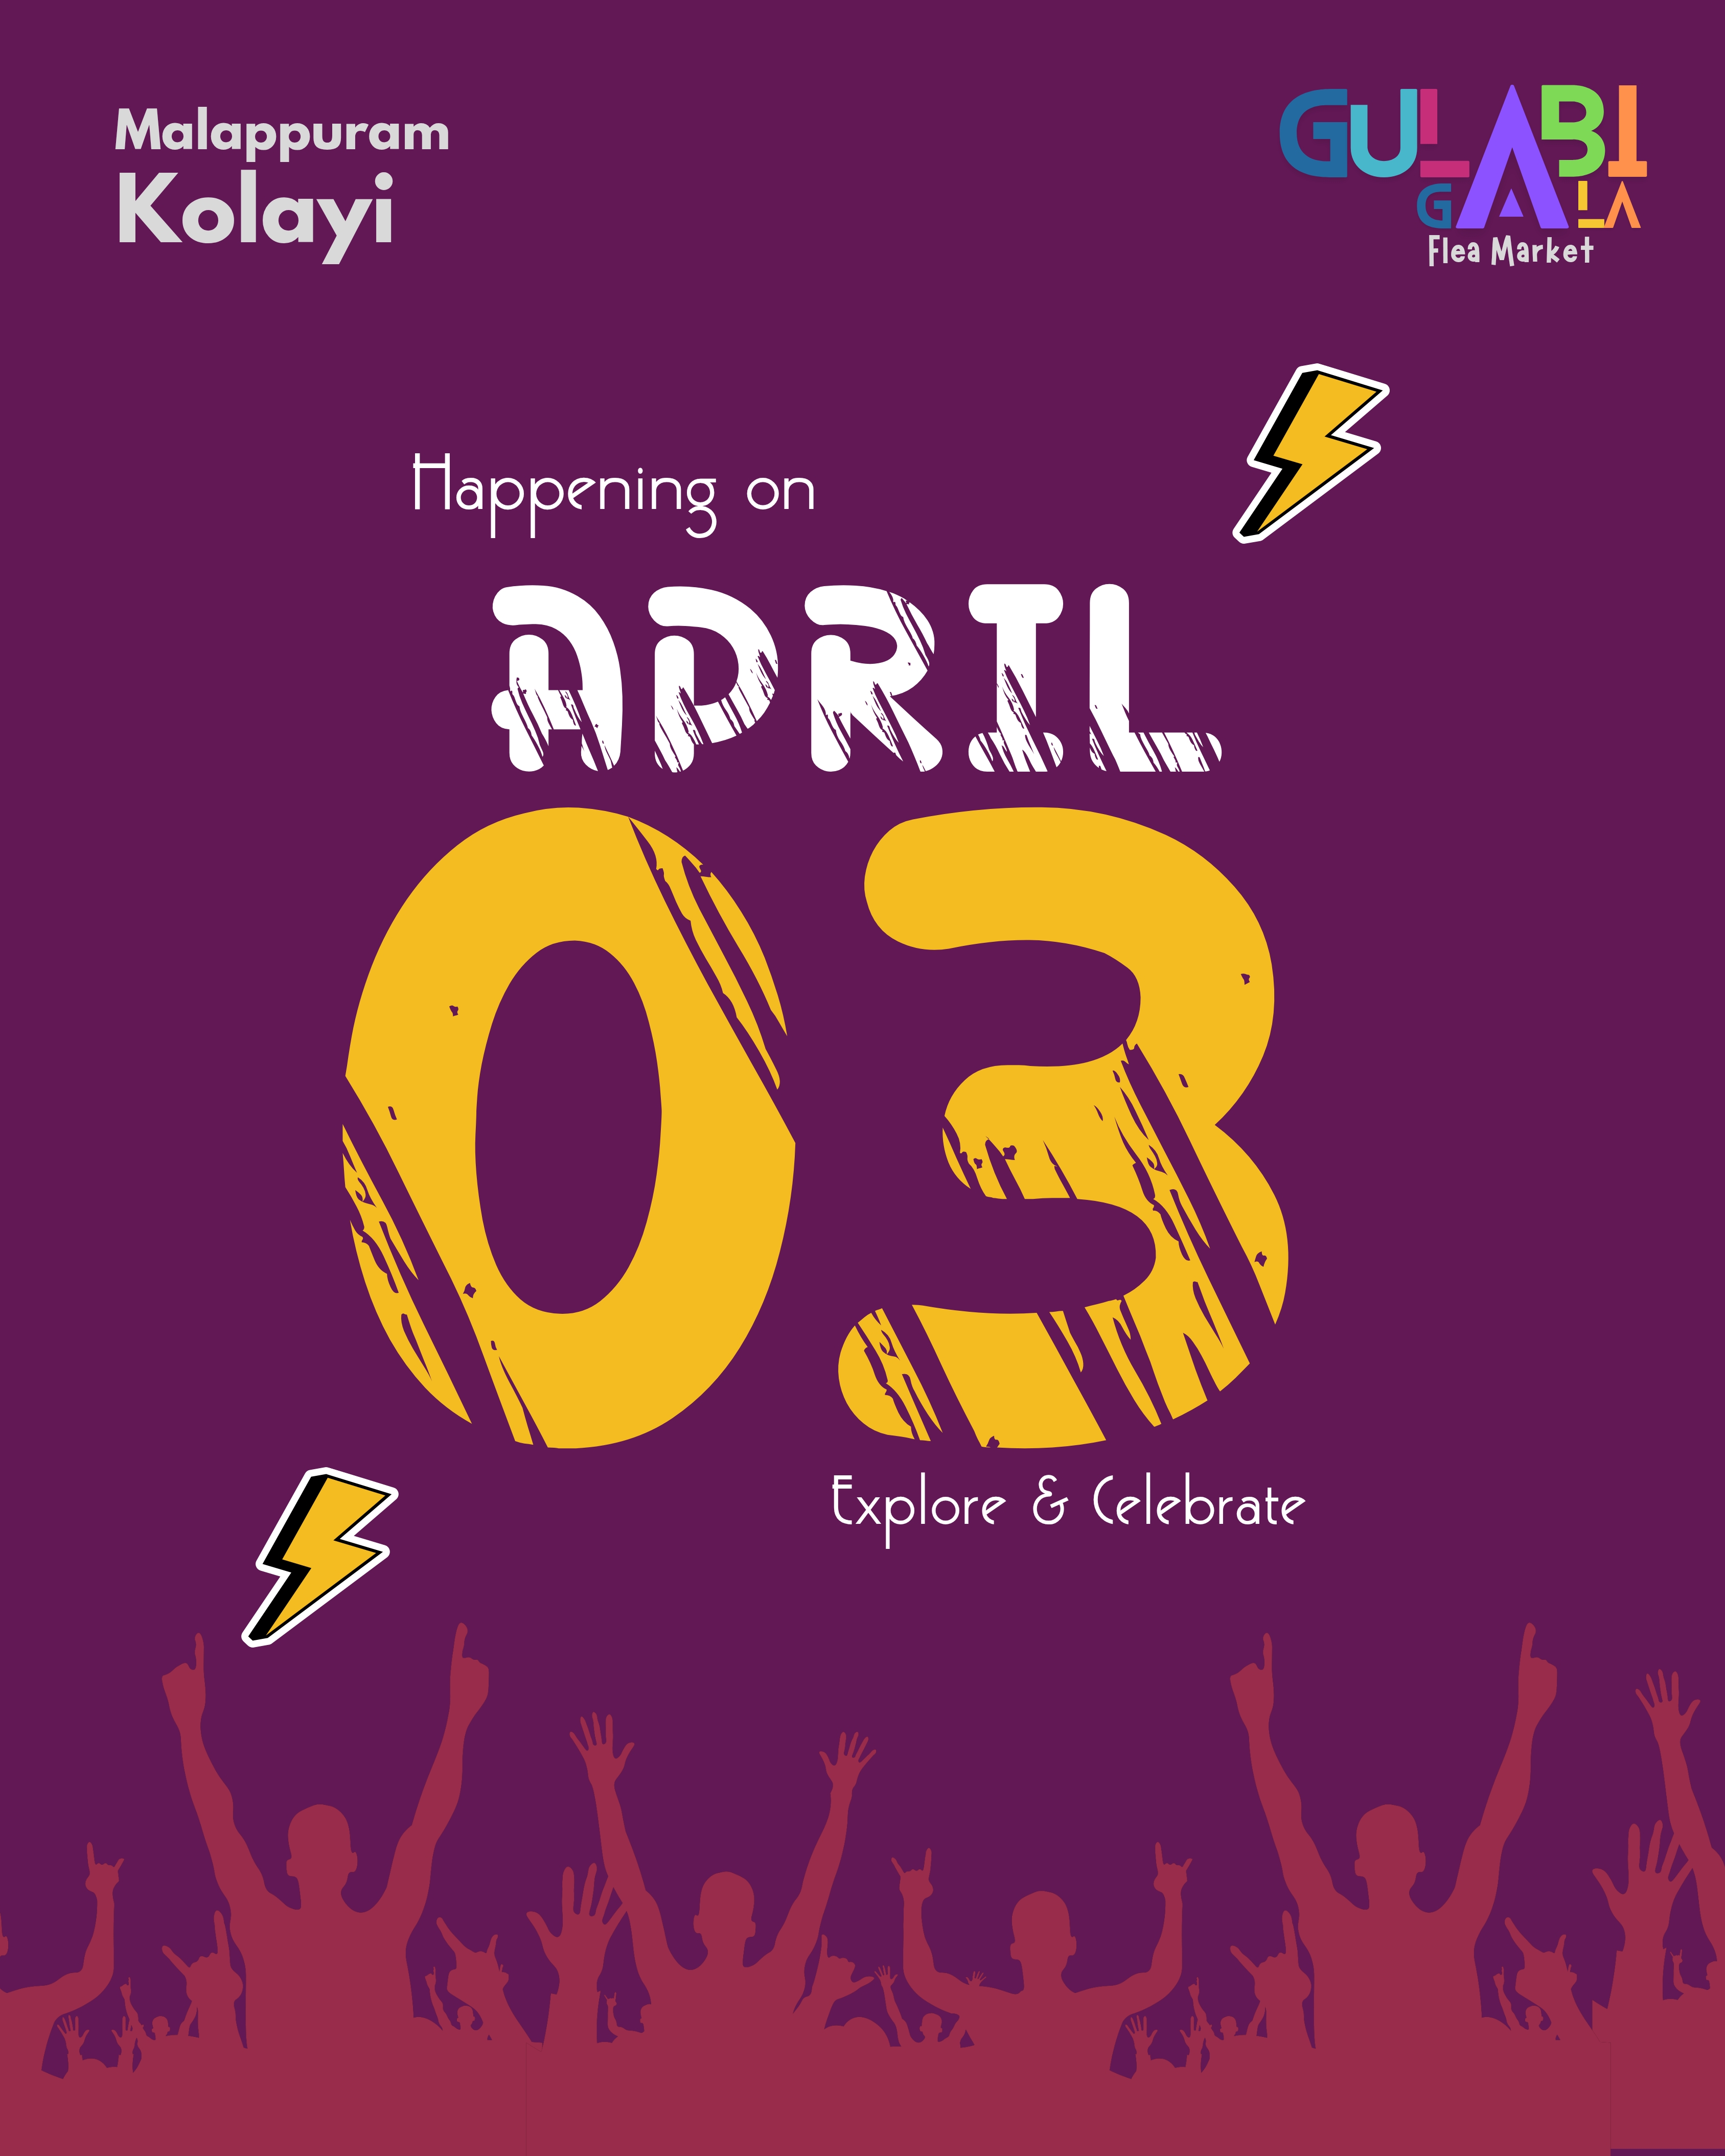 Malappuram
Kolayi
GULABI
GALA
Flea Market
Happening on
APRIL
03
Explore & Celebrate